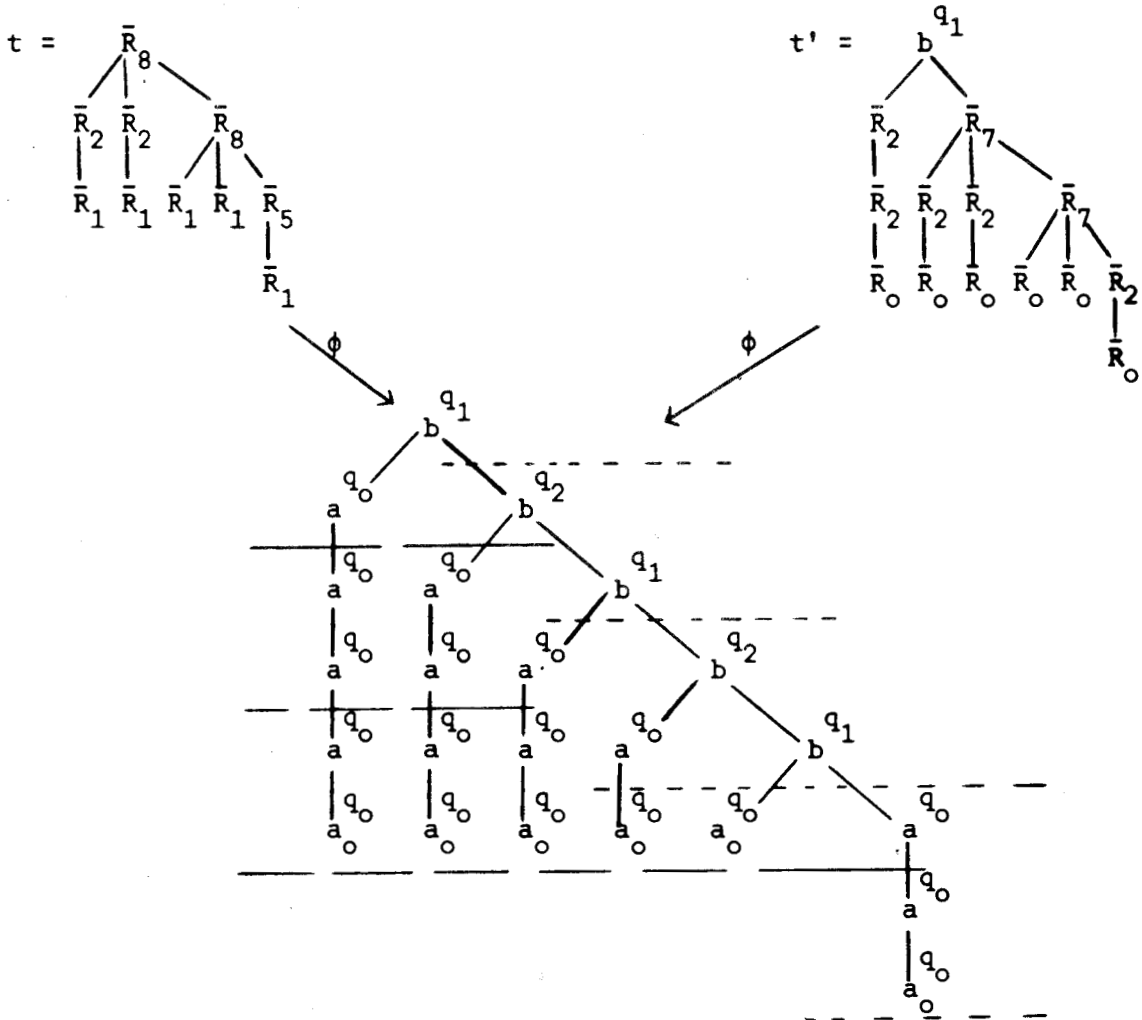 q₁
t = R̄₈ t' = b
R̄₂ R̄₂ R̄₈ R̄₂ R̄₇
R̄₁ R̄₁ R̄₁ R̄₁ R̄₅ R̄₂ R̄₂ R̄₂ R̄₇
R̄₁ R̄ₒ R̄ₒ R̄ₒ R̄ₒ R̄ₒ R̄₂
ϕ ϕ R̄ₒ
q₁
b
qₒ q₂
a b
qₒ qₒ q₁
a a b
qₒ qₒ qₒ q₂
a a a b
qₒ qₒ qₒ qₒ q₁
a a a a b
qₒ qₒ qₒ qₒ qₒ qₒ
aₒ aₒ aₒ aₒ aₒ a
qₒ
a
qₒ
aₒ